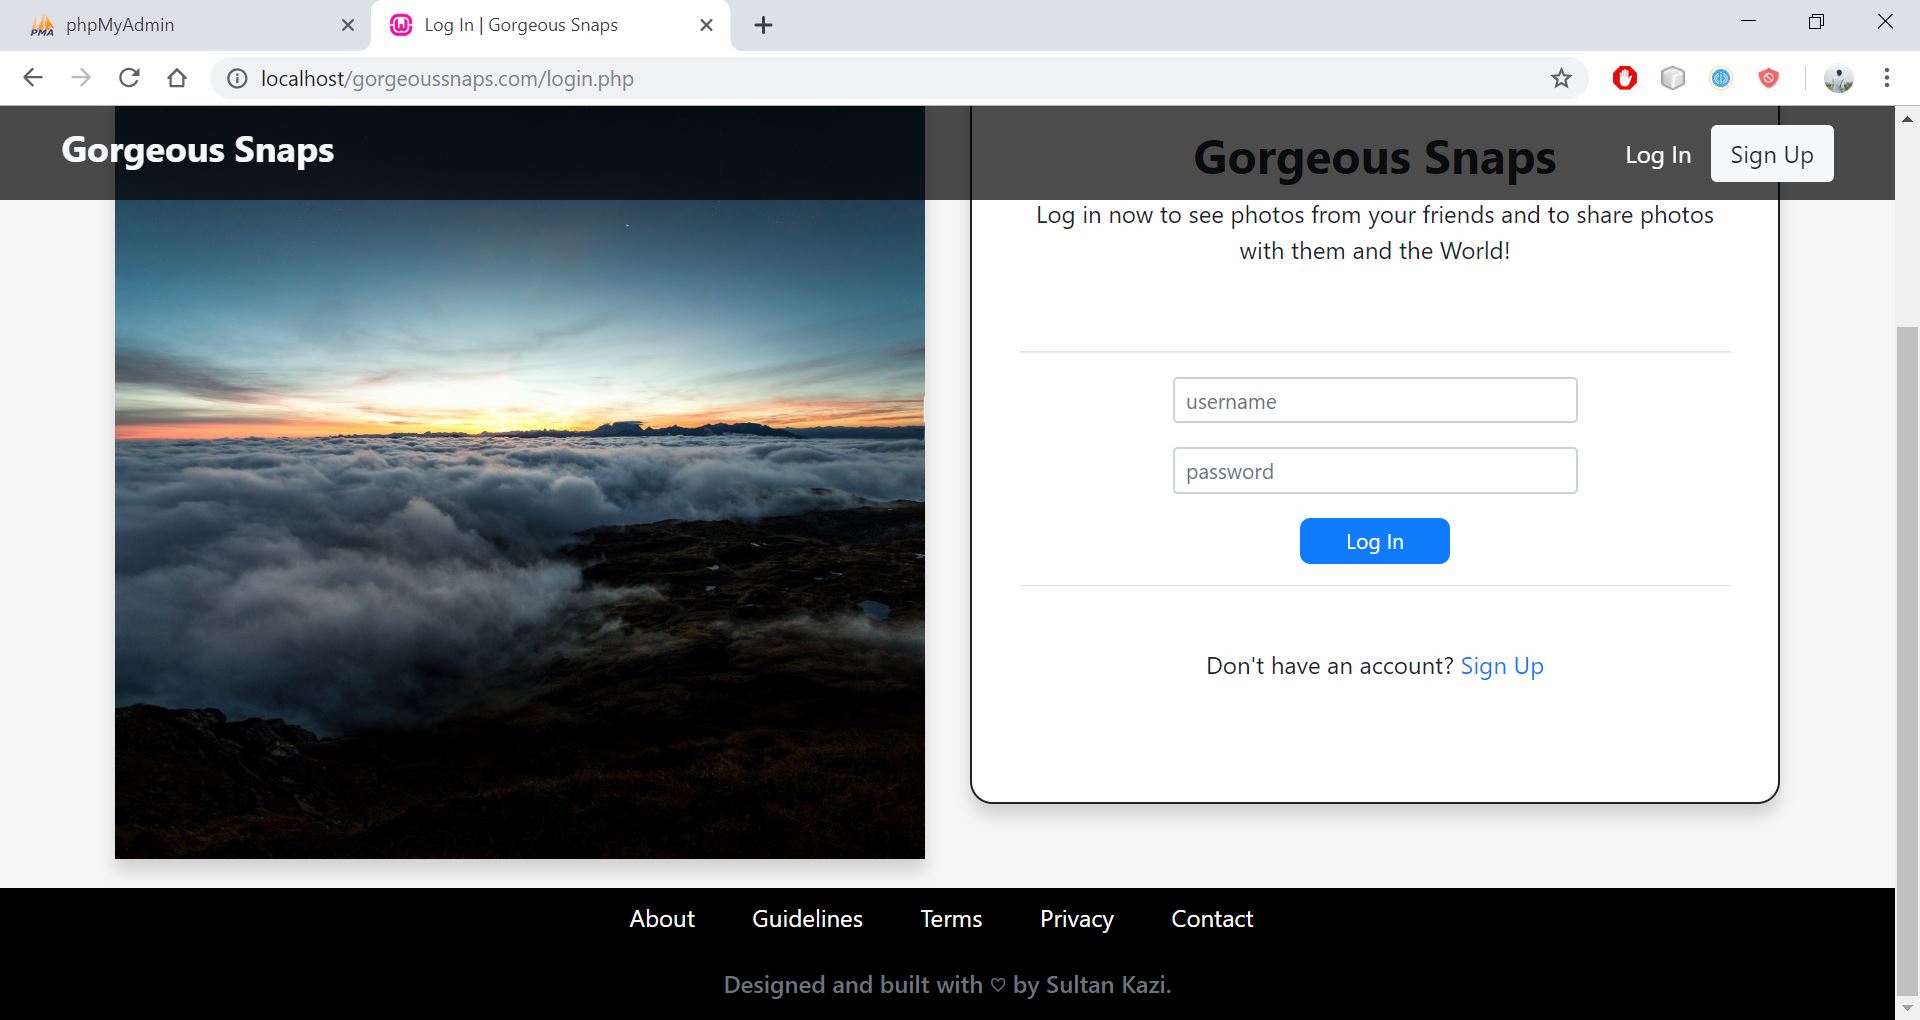 phpMyAdmin
Log In | Gorgeous Snaps
localhost/gorgeoussnaps.com/login.php
Gorgeous Snaps
Log In
Sign Up
Gorgeous Snaps
Log in now to see photos from your friends and to share photos
with them and the World!
username
password
Log In
Don't have an account? Sign Up
About
Guidelines
Terms
Privacy
Contact
Designed and built with ♡ by Sultan Kazi.